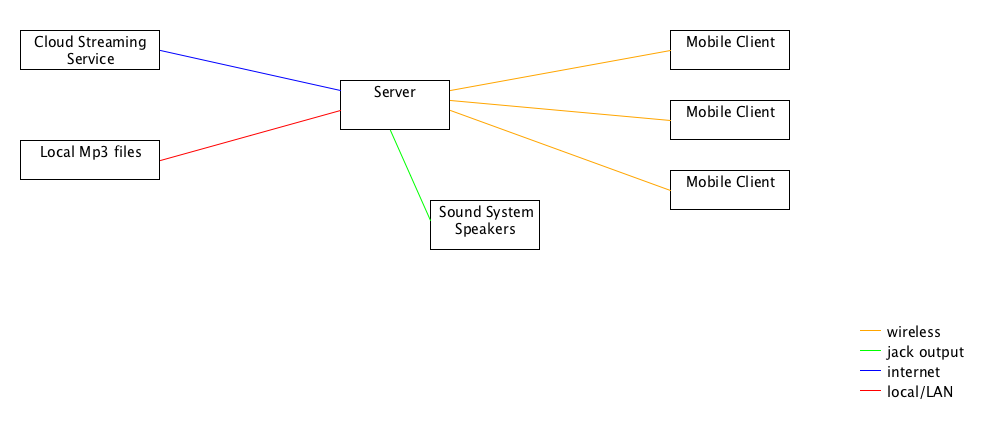 Cloud Streaming
Service
Local Mp3 files
Server
Sound System
Speakers
Mobile Client
Mobile Client
Mobile Client
wireless
jack output
internet
local/LAN